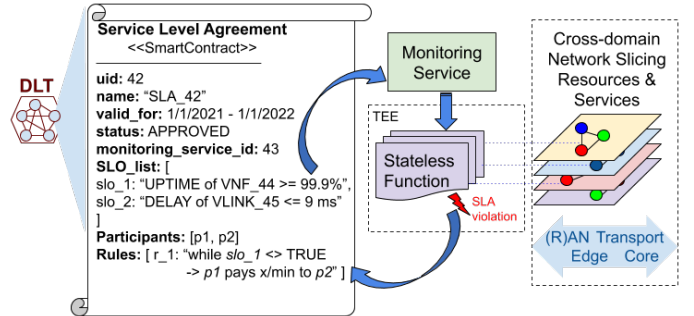 DLT
Service Level Agreement
<<SmartContract>>
uid: 42
name: “SLA_42”
valid_for: 1/1/2021 - 1/1/2022
status: APPROVED
monitoring_service_id: 43
SLO_list: [
slo_1: “UPTIME of VNF_44 >= 99.9%”,
slo_2: “DELAY of VLINK_45 <= 9 ms”
]
Participants: [p1, p2]
Rules: [ r_1: “while slo_1 <> TRUE
-> p1 pays x/min to p2” ]
Monitoring
Service
TEE
Stateless
Function
SLA
violation
Cross-domain
Network Slicing
Resources &
Services
(R)AN Transport
Edge Core